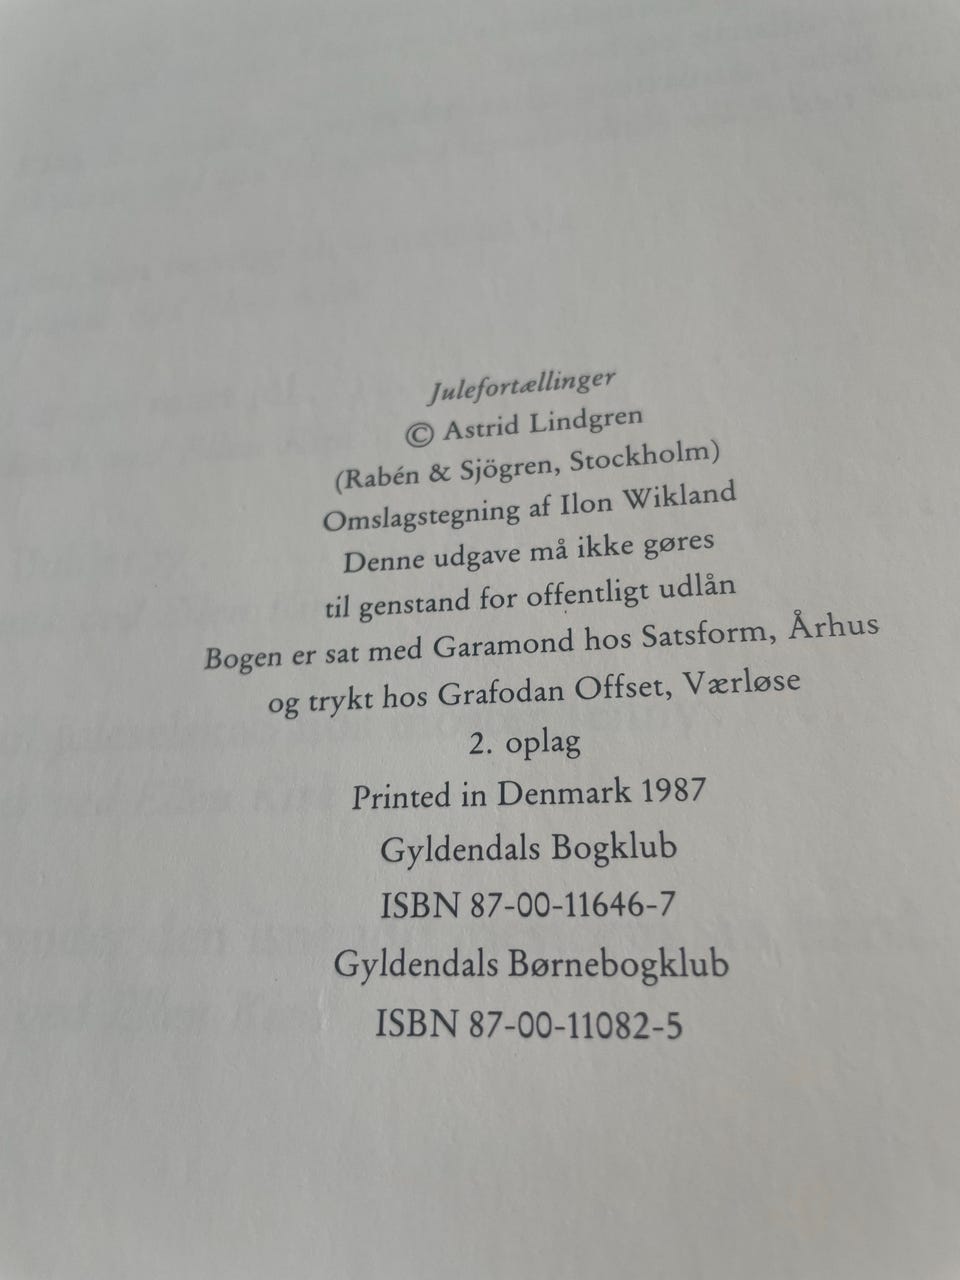 Julefortællinger
© Astrid Lindgren
(Rabén & Sjögren, Stockholm)
Omslagstegning af Ilon Wikland
Denne udgave må ikke gøres
til genstand for offentligt udlån
Bogen er sat med Garamond hos Satsform, Århus
og trykt hos Grafodan Offset, Værløse
2. oplag
Printed in Denmark 1987
Gyldendals Bogklub
ISBN 87-00-11646-7
Gyldendals Børnebogklub
ISBN 87-00-11082-5